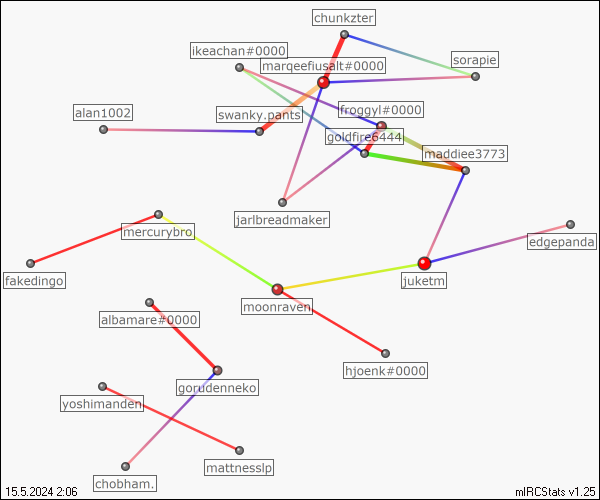 chunkzter
ikeachan#0000
sorapie
marqeefiusalt#0000
alan1002
swanky.pants
froggyl#0000
goldfire6444
maddiee3773
jarlbreadmaker
mercurybro
edgepanda
fakedingo
juketm
moonraven
albamare#0000
hjoenk#0000
gorudenneko
yoshimanden
mattnesslp
chobham.
15.5.2024 2:06
mIRCStats v1.25